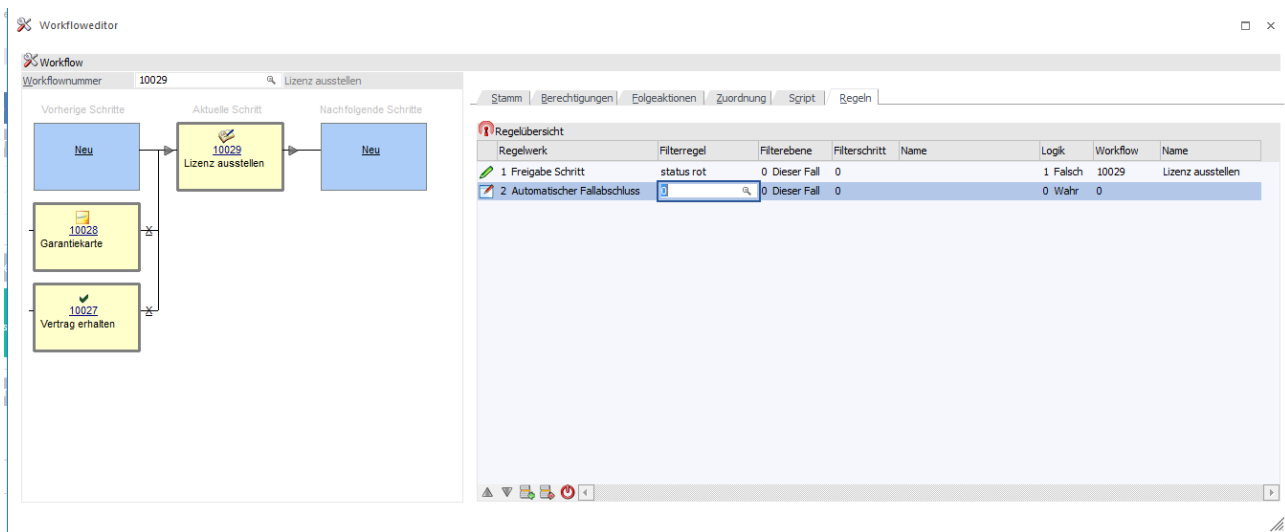 Workfloweditor
Workflow
Workflownummer 10029 Lizenz ausstellen
Vorherige Schritte Aktuelle Schritt Nachfolgende Schritte
Neu
10029
Lizenz ausstellen
Neu
10028
Garantiekarte
X
10027
Vertrag erhalten
X
Stamm Berechtigungen Folgeaktionen Zuordnung Script Regeln
Regelübersicht
Regelwerk Filterregel Filterebene Filterschritt Name Logik Workflow Name
1 Freigabe Schritt status rot 0 Dieser Fall 0 1 Falsch 10029 Lizenz ausstellen
2 Automatischer Fallabschluss 0 0 Dieser Fall 0 0 Wahr 0